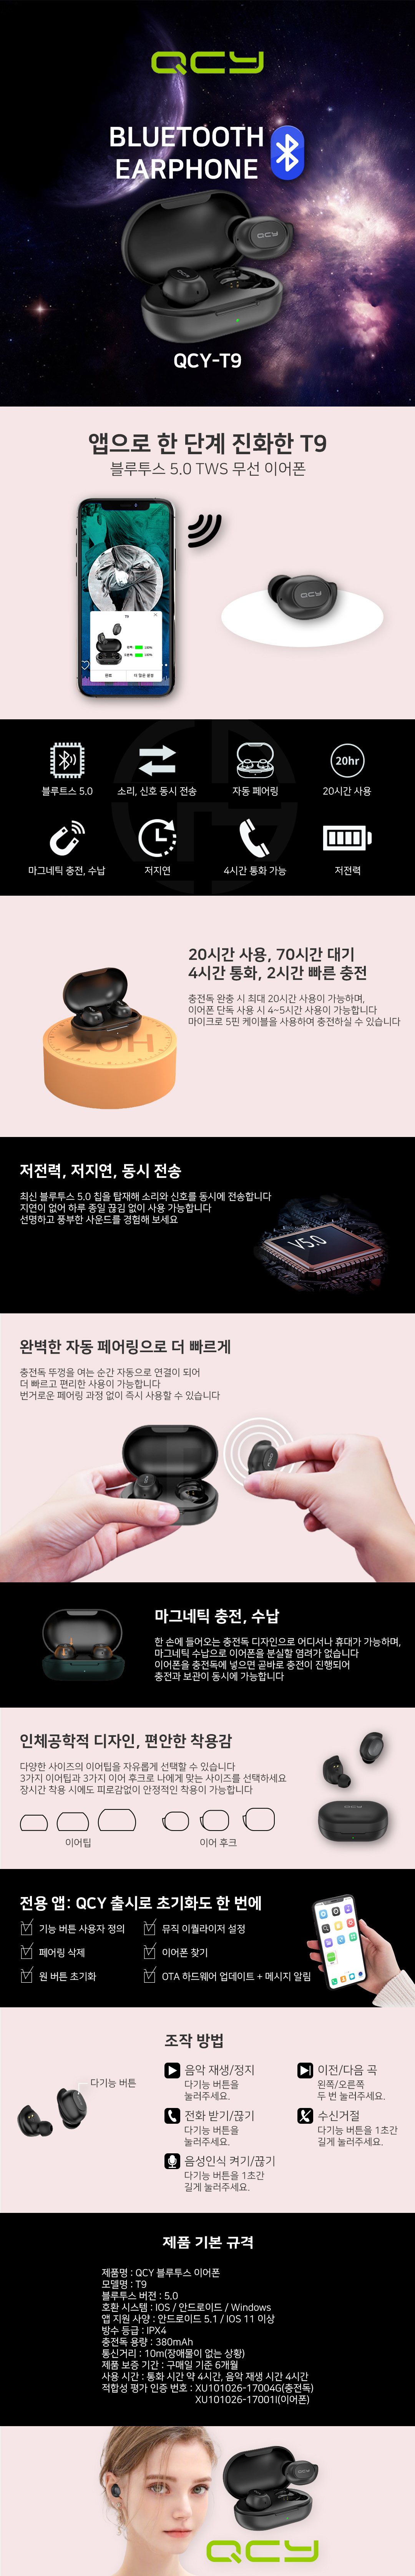 QCY
BLUETOOTH
EARPHONE
QCY
QCY
QCY-T9
앱으로 한 단계 진화한 T9
블루투스 5.0 TWS 무선 이어폰
T9
100%
100%
완료
더 많은 설정
QCY
블루트스 5.0
소리, 신호 동시 전송
자동 페어링
20hr
20시간 사용
마그네틱 충전, 수납
저지연
4시간 통화 가능
저전력
20시간 사용, 70시간 대기
4시간 통화, 2시간 빠른 충전
충전독 완충 시 최대 20시간 사용이 가능하며,
이어폰 단독 사용 시 4~5시간 사용이 가능합니다
마이크로 5핀 케이블을 사용하여 충전하실 수 있습니다
20H
저전력, 저지연, 동시 전송
최신 블루투스 5.0 칩을 탑재해 소리와 신호를 동시에 전송합니다
지연이 없어 하루 종일 끊김 없이 사용 가능합니다
선명하고 풍부한 사운드를 경험해 보세요
V5.0
완벽한 자동 페어링으로 더 빠르게
충전독 뚜껑을 여는 순간 자동으로 연결이 되어
더 빠르고 편리한 사용이 가능합니다
번거로운 페어링 과정 없이 즉시 사용할 수 있습니다
마그네틱 충전, 수납
한 손에 들어오는 충전독 디자인으로 어디서나 휴대가 가능하며,
마그네틱 수납으로 이어폰을 분실할 염려가 없습니다
이어폰을 충전독에 넣으면 곧바로 충전이 진행되어
충전과 보관이 동시에 가능합니다
인체공학적 디자인, 편안한 착용감
다양한 사이즈의 이어팁을 자유롭게 선택할 수 있습니다
3가지 이어팁과 3가지 이어 후크로 나에게 맞는 사이즈를 선택하세요
장시간 착용 시에도 피로감없이 안정적인 착용이 가능합니다
이어팁
이어 후크
QCY
전용 앱: QCY 출시로 초기화도 한 번에
기능 버튼 사용자 정의
뮤직 이퀄라이저 설정
페어링 삭제
이어폰 찾기
원 버튼 초기화
OTA 하드웨어 업데이트 + 메시지 알림
조작 방법
다기능 버튼
음악 재생/정지
다기능 버튼을
눌러주세요.
이전/다음 곡
왼쪽/오른쪽
두 번 눌러주세요.
전화 받기/끊기
다기능 버튼을
눌러주세요.
수신거절
다기능 버튼을 1초간
길게 눌러주세요.
음성인식 켜기/끊기
다기능 버튼을 1초간
길게 눌러주세요.
제품 기본 규격
제품명 : QCY 블루투스 이어폰
모델명 : T9
블루투스 버전 : 5.0
호환 시스템 : IOS / 안드로이드 / Windows
앱 지원 사양 : 안드로이드 5.1 / IOS 11 이상
방수 등급 : IPX4
충전독 용량 : 380mAh
통신거리 : 10m(장애물이 없는 상황)
제품 보증 기간 : 구매일 기준 6개월
사용 시간 : 통화 시간 약 4시간, 음악 재생 시간 4시간
적합성 평가 인증 번호 : XU101026-17004G(충전독)
XU101026-17001I(이어폰)
QCY
QCY